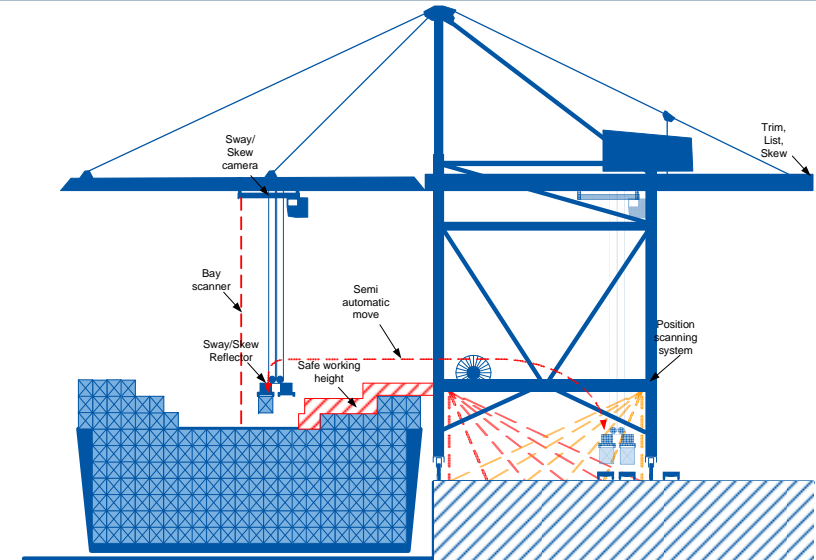 Trim,
List,
Skew
Sway/
Skew
camera
Bay
scanner
Semi
automatic
move
Position
scanning
system
Sway/Skew
Reflector
Safe working
height